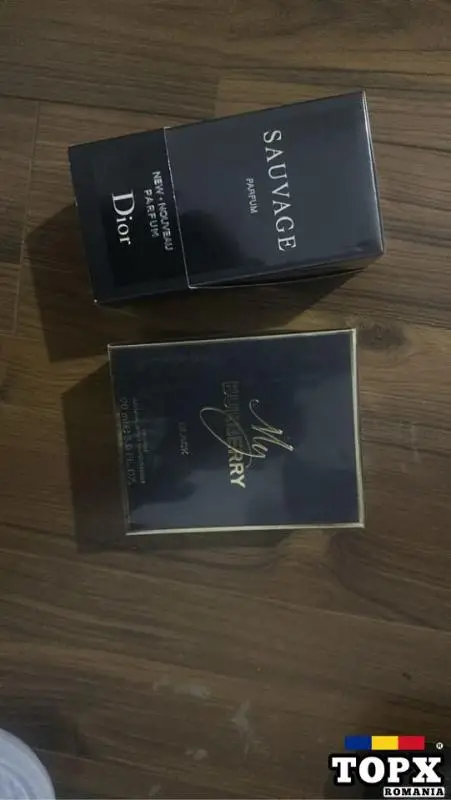 SAUVAGE
PARFUM
NEW • NOUVEAU
PARFUM
Dior
My
BURBERRY
BLACK
TOPX
ROMANIA